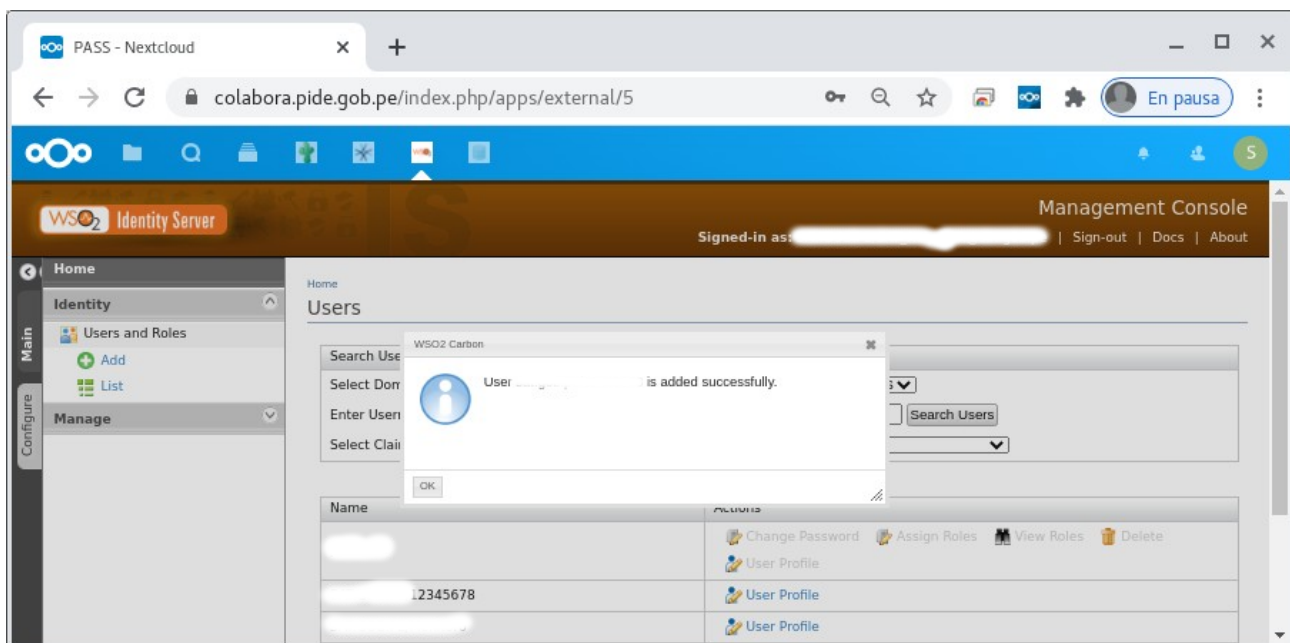 PASS - Nextcloud
colabora.pide.gob.pe/index.php/apps/external/5
En pausa
S
WSO2 Identity Server
Management Console
Signed-in as: | Sign-out | Docs | About
Home
Identity
Users and Roles
Add
List
Manage
Main
Configure
Home
Users
Search Use
Select Dom
Enter Usern
Search Users
Select Clai
WSO2 Carbon
User is added successfully.
OK
Name Actions
Change Password Assign Roles View Roles Delete
User Profile
12345678 User Profile
User Profile